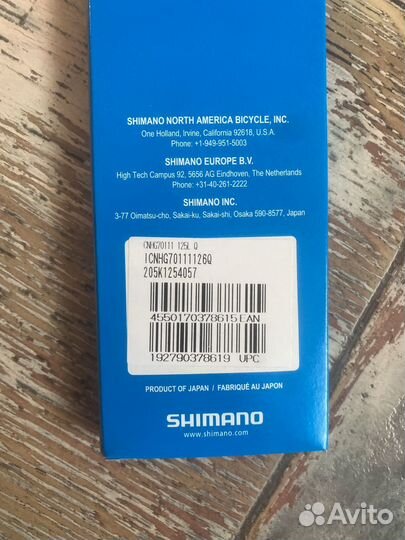 SHIMANO NORTH AMERICA BICYCLE, INC.
One Holland, Irvine, California 92618, U.S.A.
Phone: +1-949-951-5003
SHIMANO EUROPE B.V.
High Tech Campus 92, 5656 AG Eindhoven, The Netherlands
Phone: +31-40-261-2222
SHIMANO INC.
3-77 Oimatsu-cho, Sakai-ku, Sakai-shi, Osaka 590-8577, Japan
CNHG70111 125L Q
ICNHG70111126Q
205K1254057
4550170378615 EAN
192790378619 UPC
PRODUCT OF JAPAN / FABRIQUÉ AU JAPON
SHIMANO
www.shimano.com
Avito